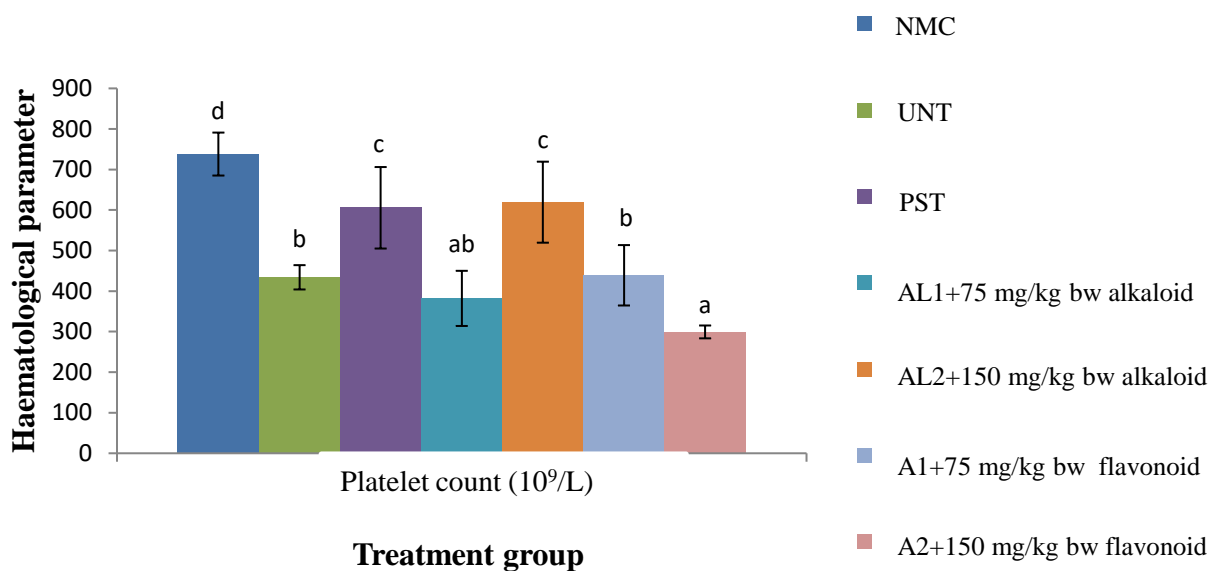 Haematological parameter
900
800
700
600
500
400
300
200
100
0
d
b
c
ab
c
b
a
Platelet count (10⁹/L)
Treatment group
NMC
UNT
PST
AL1+75 mg/kg bw alkaloid
AL2+150 mg/kg bw alkaloid
A1+75 mg/kg bw flavonoid
A2+150 mg/kg bw flavonoid